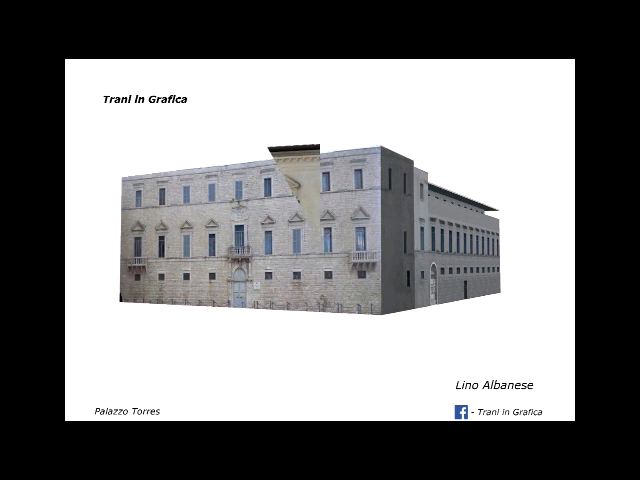 Trani in Grafica
Lino Albanese
Palazzo Torres
- Trani in Grafica